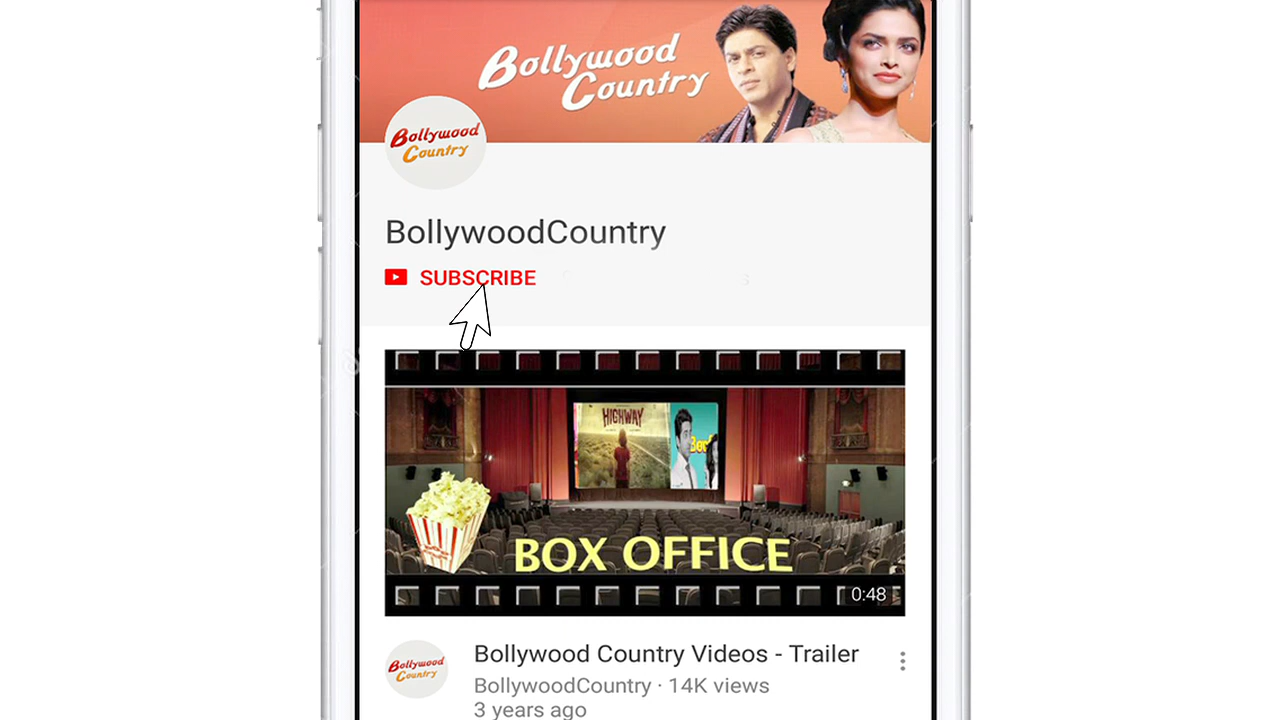 Bollywood
Country
Bollywood
Country
BollywoodCountry
SUBSCRIBE
HIGHWAY
BOX OFFICE
0:48
Bollywood Country Videos - Trailer
Bollywood
Country
BollywoodCountry · 14K views
3 years ago